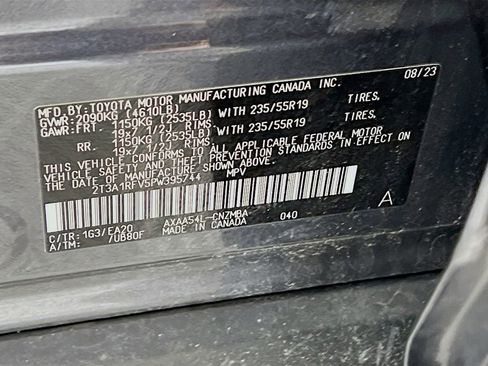 MFD.BY: TOYOTA MOTOR MANUFACTURING CANADA INC. 08/23
GVWR: 2090KG (4610LB)
GAWR: FRT. 1150KG (2535LB) WITH 235/55R19 TIRES,
19x7 1/2J RIMS,
RR. 1150KG (2535LB) WITH 235/55R19
19x7 1/2J RIMS,
THIS VEHICLE CONFORMS TO ALL APPLICABLE FEDERAL MOTOR
VEHICLE SAFETY AND THEFT PREVENTION STANDARDS IN EFFECT ON
THE DATE OF MANUFACTURE SHOWN ABOVE.
2T3A1RFV5PW395744 MPV
C/TR: 1G3/EA20 AXAA54L-CNZMBA 040 A
A/TM: /UB80F MADE IN CANADA